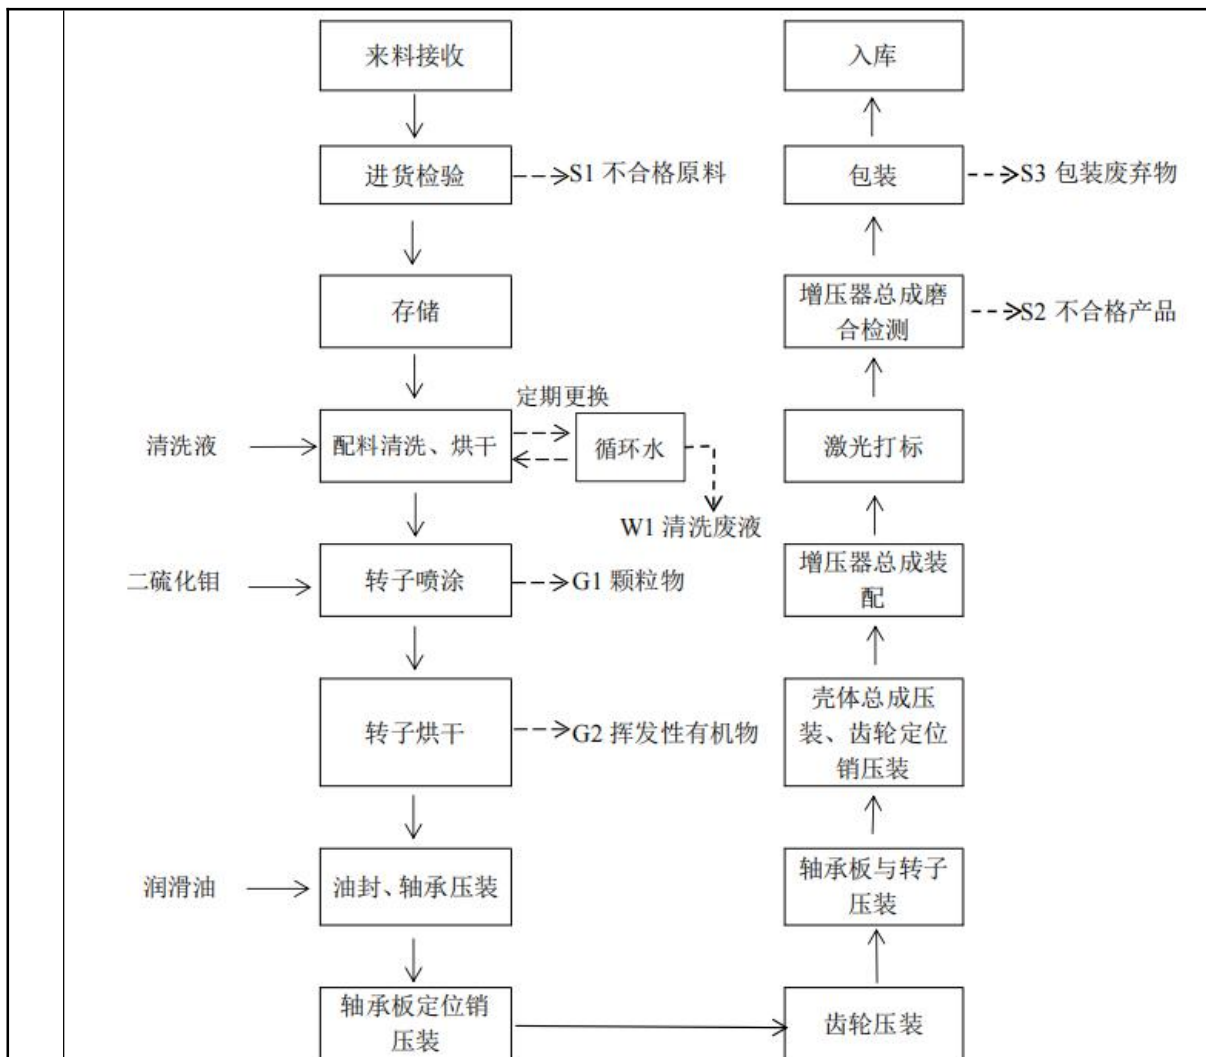 来料接收
进货检验
S1 不合格原料
存储
定期更换
清洗液
配料清洗、烘干
循环水
W1 清洗废液
二硫化钼
转子喷涂
G1 颗粒物
转子烘干
G2 挥发性有机物
润滑油
油封、轴承压装
轴承板定位销
压装
齿轮压装
轴承板与转子
压装
壳体总成压
装、齿轮定位
销压装
增压器总成装
配
激光打标
增压器总成磨
合检测
S2 不合格产品
包装
S3 包装废弃物
入库